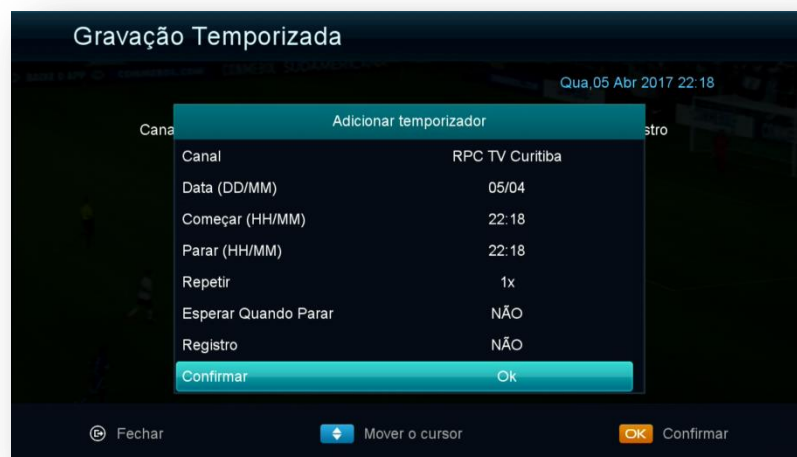 Gravação Temporizada
Qua,05 Abr 2017 22:18
Cana
stro
Adicionar temporizador
Canal RPC TV Curitiba
Data (DD/MM) 05/04
Começar (HH/MM) 22:18
Parar (HH/MM) 22:18
Repetir 1x
Esperar Quando Parar NÃO
Registro NÃO
Confirmar Ok
Fechar Mover o cursor OK Confirmar